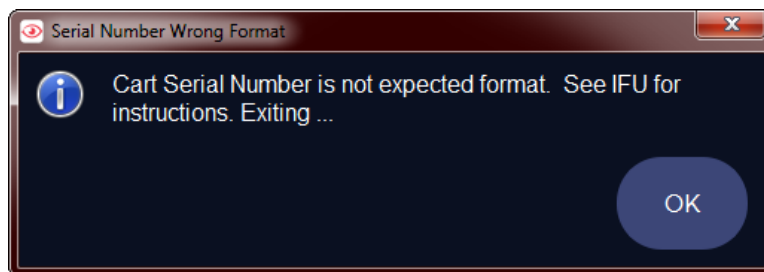 Serial Number Wrong Format
Cart Serial Number is not expected format.  See IFU for
instructions. Exiting ...
OK